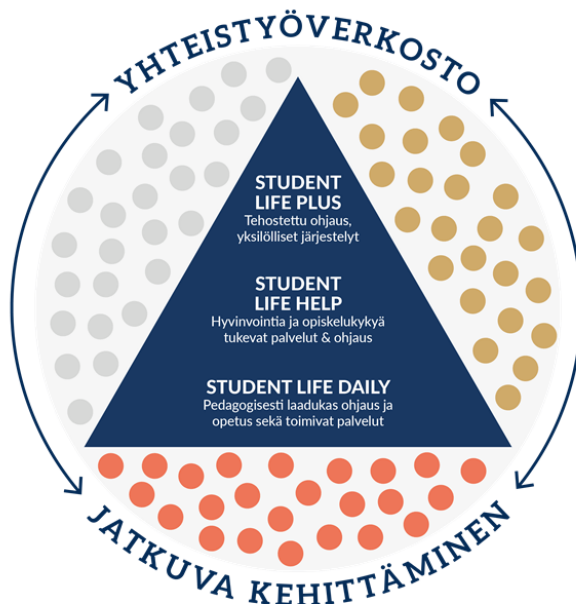 YHTEISTYÖVERKOSTO
STUDENT
LIFE PLUS
Tehostettu ohjaus,
yksilölliset järjestelyt
STUDENT
LIFE HELP
Hyvinvointia ja opiskelukykyä
tukevat palvelut & ohjaus
STUDENT LIFE DAILY
Pedagogisesti laadukas ohjaus ja
opetus sekä toimivat palvelut
JATKUVA KEHITTÄMINEN